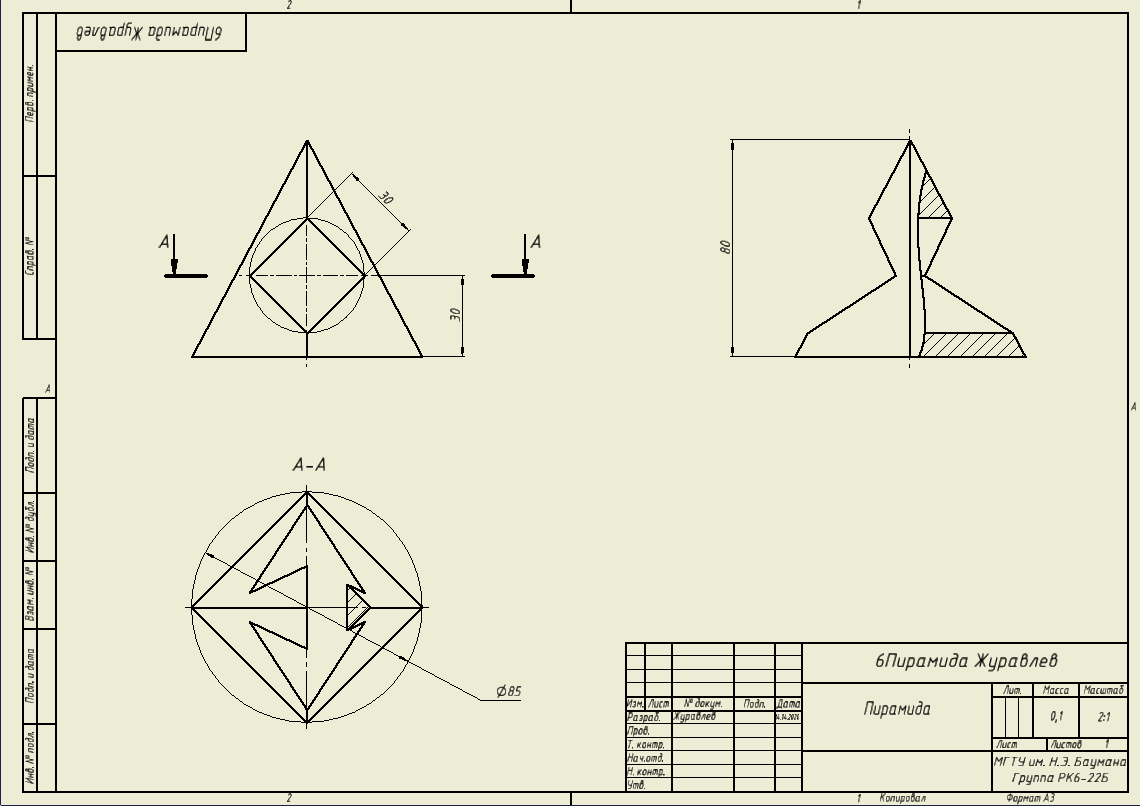 2
1
6Пирамида Журавлев
Перв. примен.
Справ. №
А
А
30
30
80
А
А
Подп. и дата
Инв. № дубл.
Взам. инв. №
Подп. и дата
Инв. № подл.
А-А
Ø85
6Пирамида Журавлев
Изм. Лист № докум. Подп. Дата
Разраб. Журавлев
Пров.
Т. контр.
Нач.отд.
Н. контр.
Утв.
Пирамида
Лит. Масса Масштаб
0,1 2:1
Лист Листов 1
МГТУ им. Н.Э. Баумана
Группа РК6-22Б
2
1 Копировал Формат А3